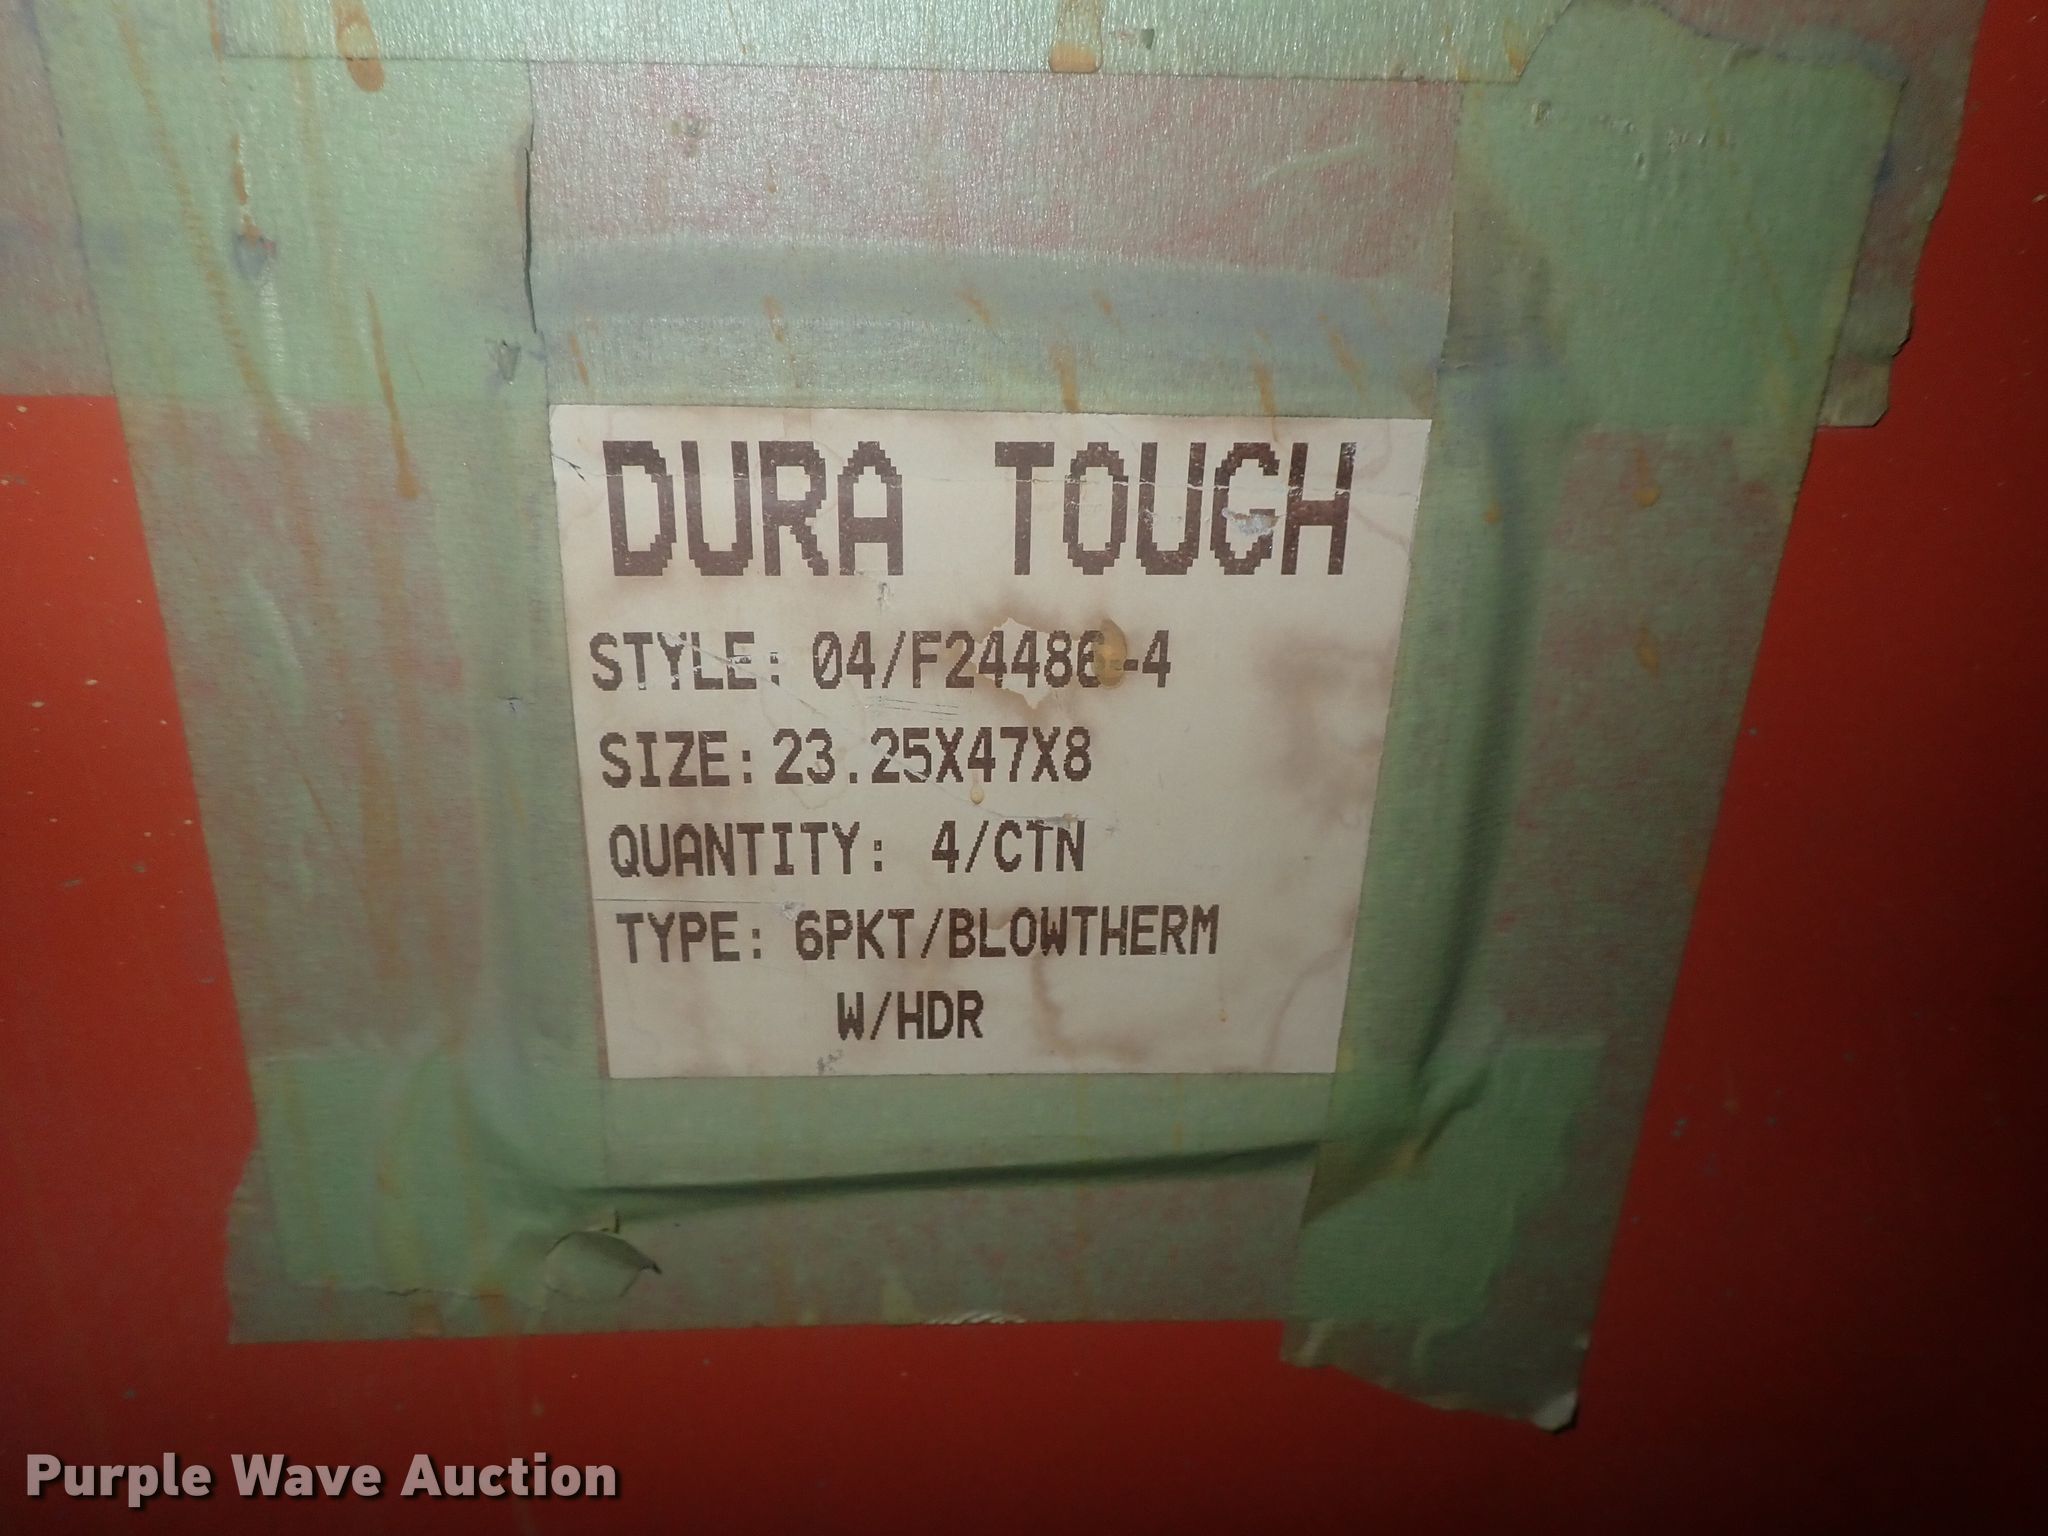 DURA TOUGH
STYLE: 04/F24486-4
SIZE: 23.25X47X8
QUANTITY: 4/CTN
TYPE: 6PKT/BLOWTHERM
W/HDR
Purple Wave Auction